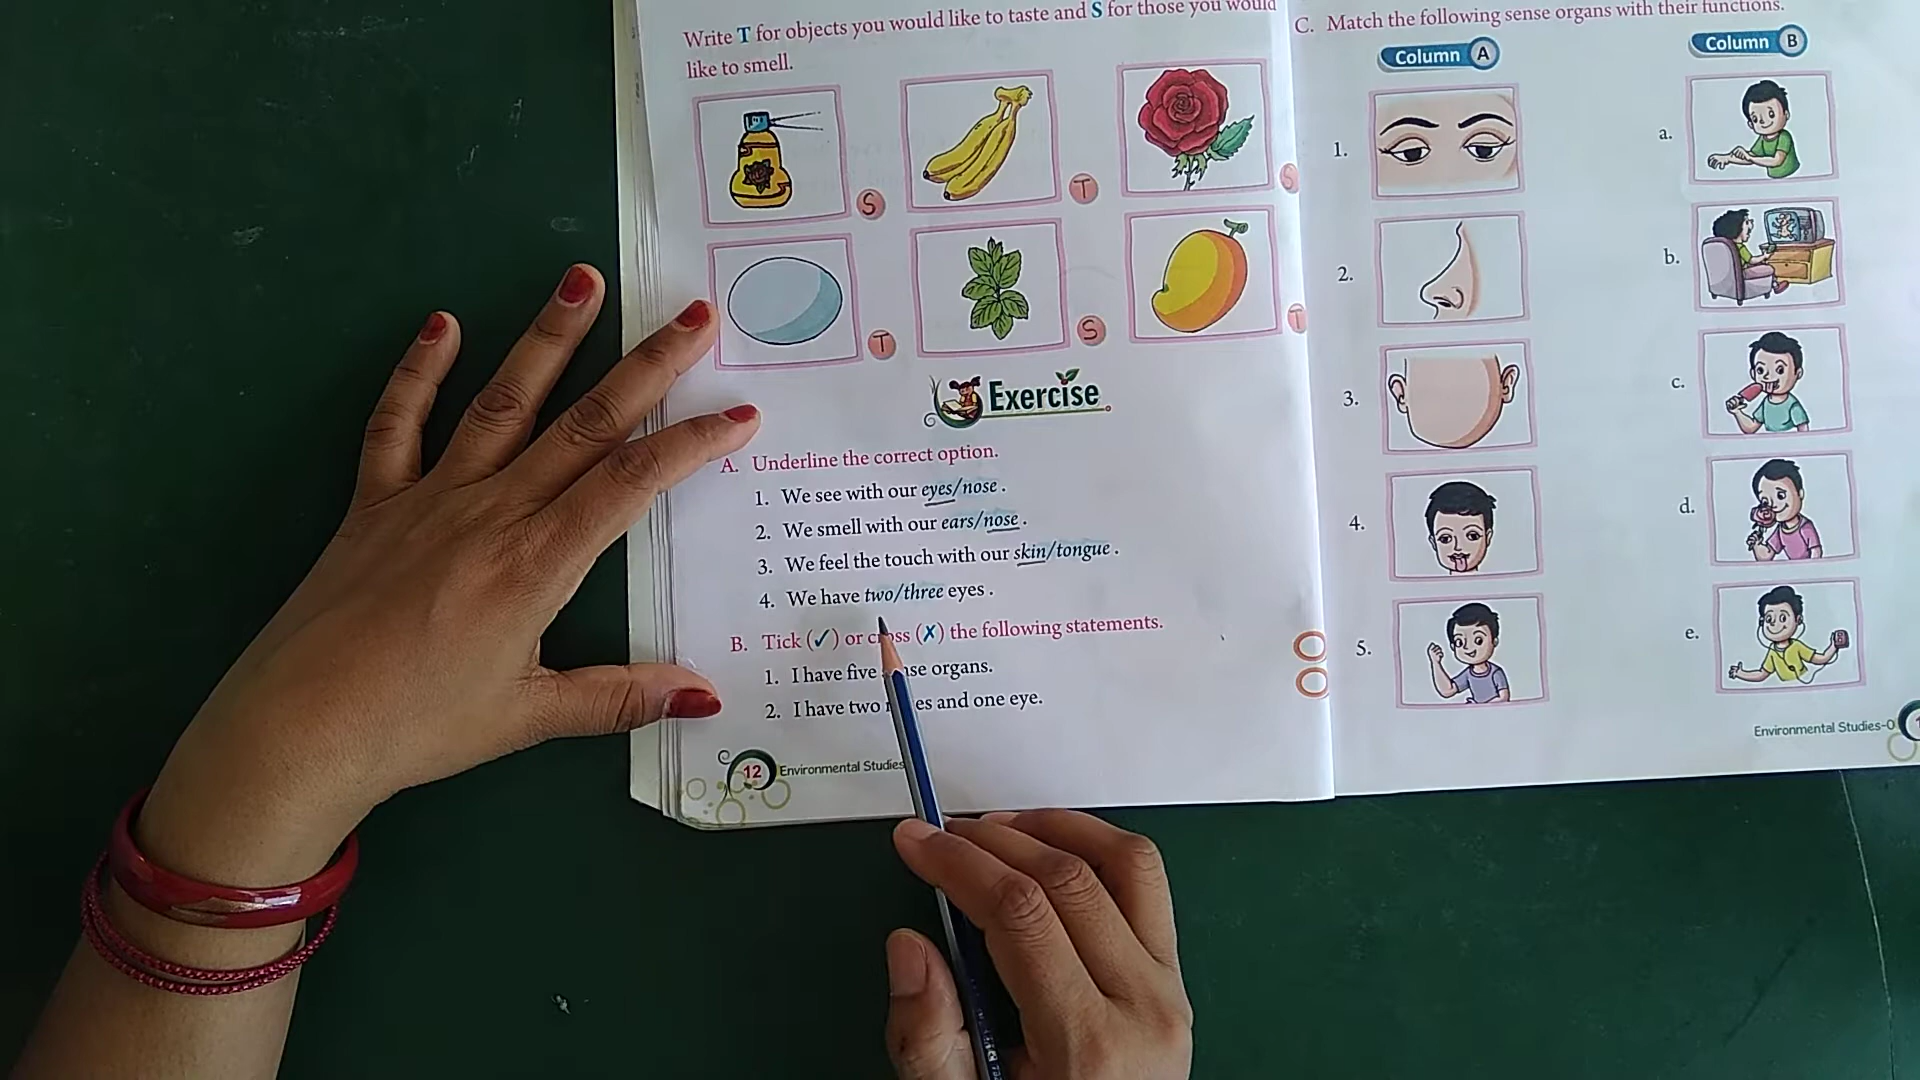 Write T for objects you would like to taste and S for those you would
like to smell.
S
T
S
T
S
T
Exercise
A. Underline the correct option.
1. We see with our eyes/nose .
2. We smell with our ears/nose .
3. We feel the touch with our skin/tongue .
4. We have two/three eyes .
B. Tick (✓) or cross (✗) the following statements.
1. I have five organs.
2. I have two and one eye.
12 Environmental Studies
C. Match the following sense organs with their functions.
Column A
Column B
1.
a.
2.
b.
3.
c.
4.
d.
5.
e.
Environmental Studies-0